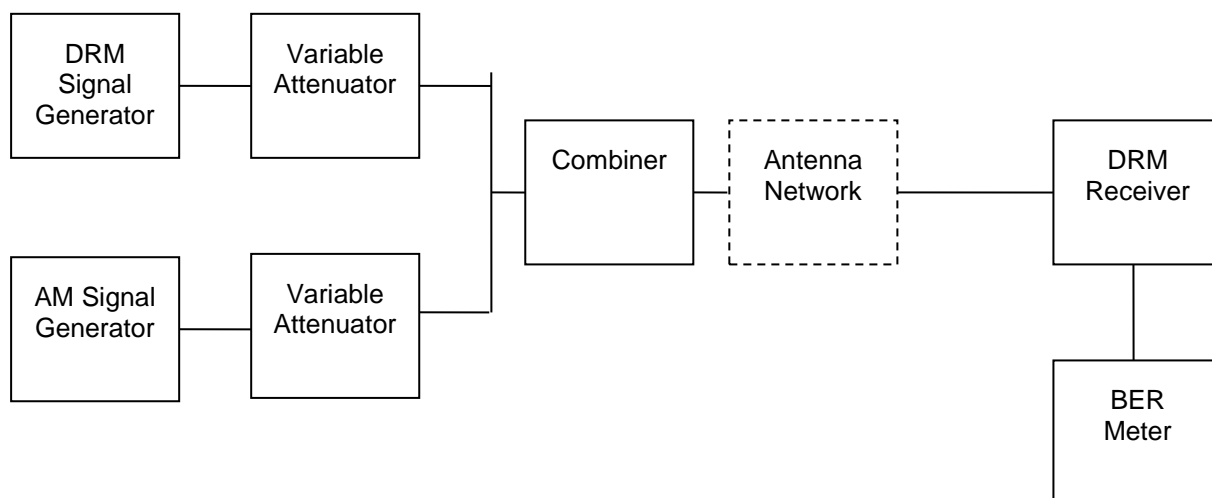 DRM
Signal
Generator
Variable
Attenuator
Combiner
Antenna
Network
DRM
Receiver
AM Signal
Generator
Variable
Attenuator
BER
Meter